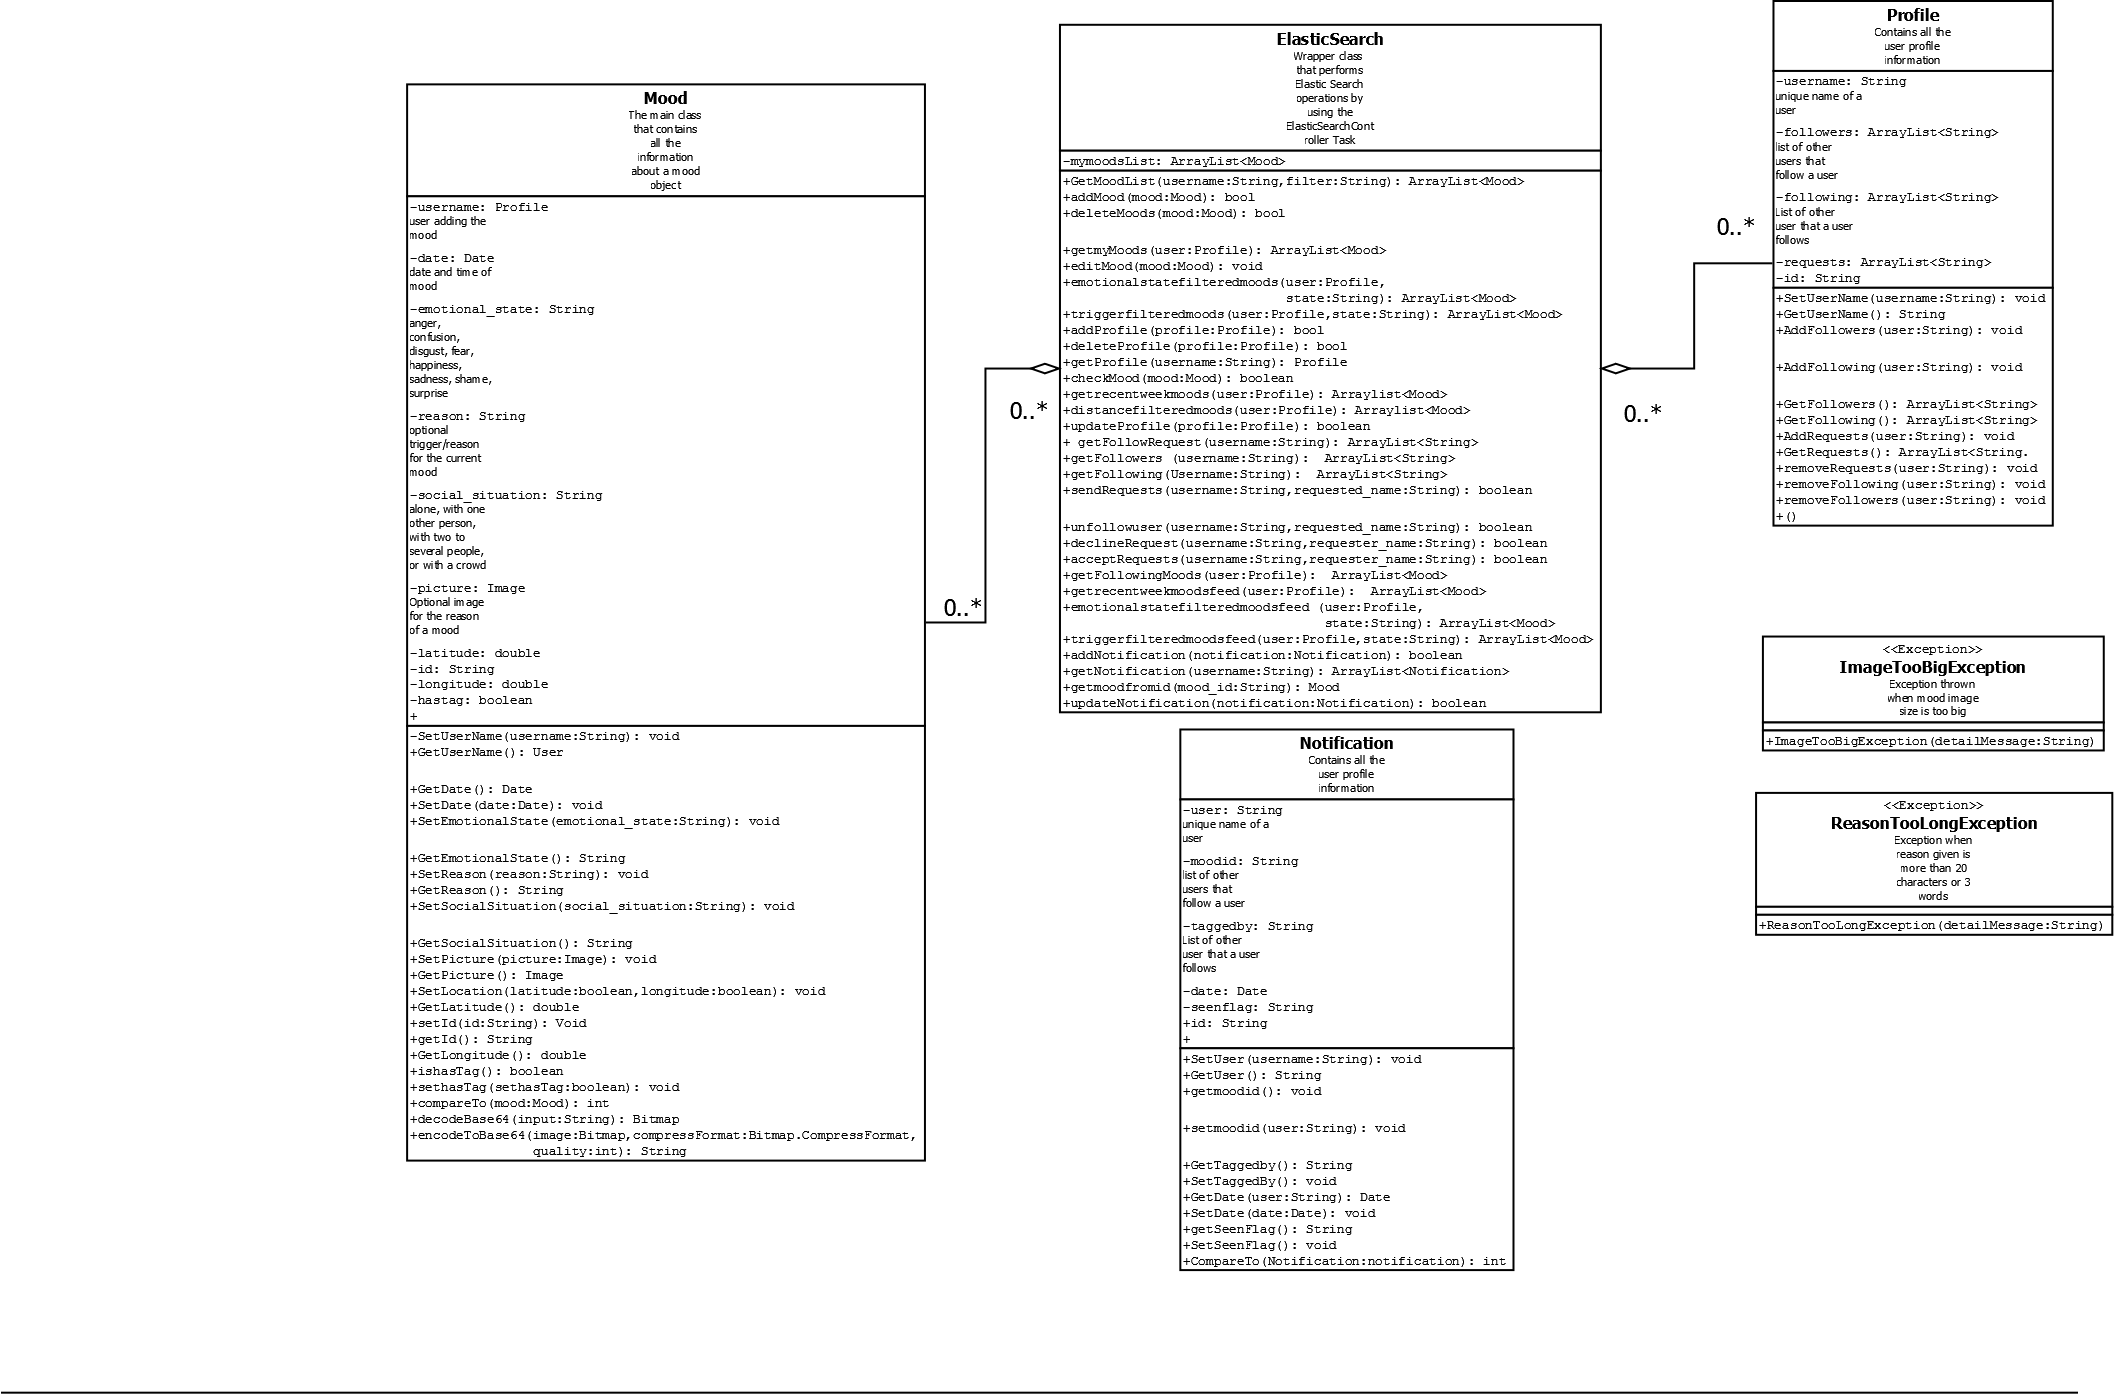 Mood
The main class
that contains
all the
information
about a mood
object
-username: Profile
user adding the
mood
-date: Date
date and time of
mood
-emotional_state: String
anger,
confusion,
disgust, fear,
happiness,
sadness, shame,
surprise
-reason: String
optional
trigger/reason
for the current
mood
-social_situation: String
alone, with one
other person,
with two to
several people,
or with a crowd
-picture: Image
Optional image
for the reason
of a mood
-latitude: double
-id: String
-longitude: double
-hastag: boolean
+
-SetUserName(username:String): void
+GetUserName(): User
+GetDate(): Date
+SetDate(date:Date): void
+SetEmotionalState(emotional_state:String): void
+GetEmotionalState(): String
+SetReason(reason:String): void
+GetReason(): String
+SetSocialSituation(social_situation:String): void
+GetSocialSituation(): String
+SetPicture(picture:Image): void
+GetPicture(): Image
+SetLocation(latitude:boolean,longitude:boolean): void
+GetLatitude(): double
+setId(id:String): Void
+getId(): String
+GetLongitude(): double
+ishasTag(): boolean
+sethasTag(sethasTag:boolean): void
+compareTo(mood:Mood): int
+decodeBase64(input:String): Bitmap
+encodeToBase64(image:Bitmap,compressFormat:Bitmap.CompressFormat,
quality:int): String
0..*
0..*
ElasticSearch
Wrapper class
that performs
Elastic Search
operations by
using the
ElasticSearchCont
roller Task
-mymoodsList: ArrayList<Mood>
+GetMoodList(username:String,filter:String): ArrayList<Mood>
+addMood(mood:Mood): bool
+deleteMoods(mood:Mood): bool
+getmyMoods(user:Profile): ArrayList<Mood>
+editMood(mood:Mood): void
+emotionalstatefilteredmoods(user:Profile,
state:String): ArrayList<Mood>
+triggerfilteredmoods(user:Profile,state:String): ArrayList<Mood>
+addProfile(profile:Profile): bool
+deleteProfile(profile:Profile): bool
+getProfile(username:String): Profile
+checkMood(mood:Mood): boolean
+getrecentweekmoods(user:Profile): Arraylist<Mood>
+distancefilteredmoods(user:Profile): Arraylist<Mood>
+updateProfile(profile:Profile): boolean
+ getFollowRequest(username:String): ArrayList<String>
+getFollowers (username:String):  ArrayList<String>
+getFollowing(Username:String):  ArrayList<String>
+sendRequests(username:String,requested_name:String): boolean
+unfollowuser(username:String,requested_name:String): boolean
+declineRequest(username:String,requester_name:String): boolean
+acceptRequests(username:String,requester_name:String): boolean
+getFollowingMoods(user:Profile):  ArrayList<Mood>
+getrecentweekmoodsfeed(user:Profile):  ArrayList<Mood>
+emotionalstatefilteredmoodsfeed (user:Profile,
state:String): ArrayList<Mood>
+triggerfilteredmoodsfeed(user:Profile,state:String): ArrayList<Mood>
+addNotification(notification:Notification): boolean
+getNotification(username:String): ArrayList<Notification>
+getmoodfromid(mood_id:String): Mood
+updateNotification(notification:Notification): boolean
0..*
0..*
Profile
Contains all the
user profile
information
-username: String
unique name of a
user
-followers: ArrayList<String>
list of other
users that
follow a user
-following: ArrayList<String>
List of other
user that a user
follows
-requests: ArrayList<String>
-id: String
+SetUserName(username:String): void
+GetUserName(): String
+AddFollowers(user:String): void
+AddFollowing(user:String): void
+GetFollowers(): ArrayList<String>
+GetFollowing(): ArrayList<String>
+AddRequests(user:String): void
+GetRequests(): ArrayList<String.
+removeRequests(user:String): void
+removeFollowing(user:String): void
+removeFollowers(user:String): void
+()
Notification
Contains all the
user profile
information
-user: String
unique name of a
user
-moodid: String
list of other
users that
follow a user
-taggedby: String
List of other
user that a user
follows
-date: Date
-seenflag: String
+id: String
+
+SetUser(username:String): void
+GetUser(): String
+getmoodid(): void
+setmoodid(user:String): void
+GetTaggedby(): String
+SetTaggedBy(): void
+GetDate(user:String): Date
+SetDate(date:Date): void
+getSeenFlag(): String
+SetSeenFlag(): void
+CompareTo(Notification:notification): int
<<Exception>>
ImageTooBigException
Exception thrown
when mood image
size is too big
+ImageTooBigException(detailMessage:String)
<<Exception>>
ReasonTooLongException
Exception when
reason given is
more than 20
characters or 3
words
+ReasonTooLongException(detailMessage:String)